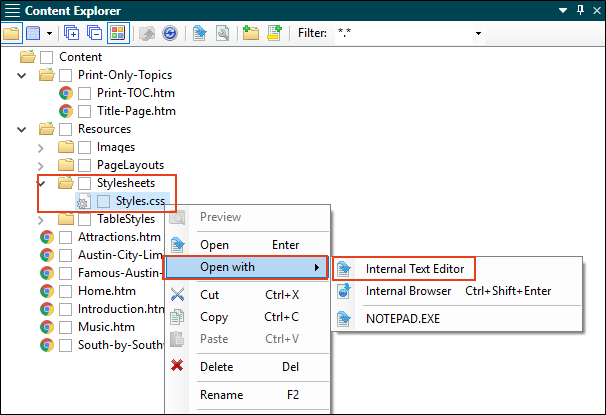 Content Explorer
Filter: *.*
Content
Print-Only-Topics
Print-TOC.htm
Title-Page.htm
Resources
Images
PageLayouts
Stylesheets
Styles.css
TableStyles
Attractions.htm
Austin-City-Lim
Famous-Austin-
Home.htm
Introduction.htm
Music.htm
South-by-South
Preview
Open Enter
Open with
Cut Ctrl+X
Copy Ctrl+C
Paste Ctrl+V
Delete Del
Rename F2
Internal Text Editor
Internal Browser Ctrl+Shift+Enter
NOTEPAD.EXE